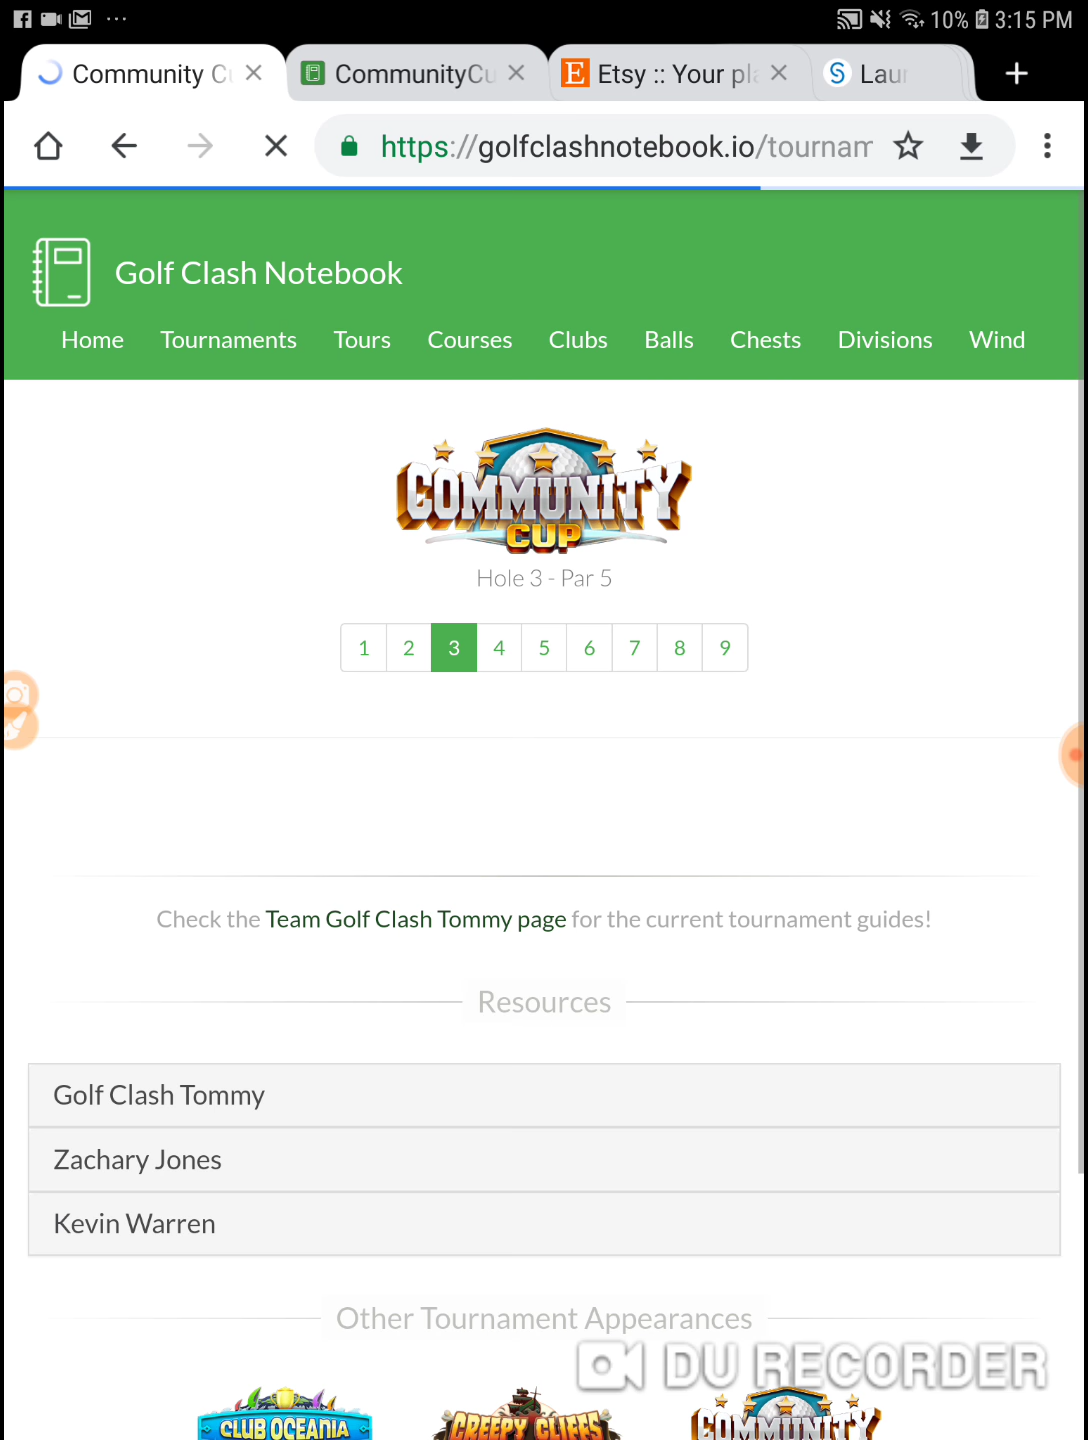 10% 3:15 PM
Community Cu
CommunityCu
Etsy :: Your pla
Laun
https://golfclashnotebook.io/tournam
Golf Clash Notebook
Home Tournaments Tours Courses Clubs Balls Chests Divisions Wind
COMMUNITY
CUP
Hole 3 - Par 5
1 2 3 4 5 6 7 8 9
Check the Team Golf Clash Tommy page for the current tournament guides!
Resources
Golf Clash Tommy
Zachary Jones
Kevin Warren
Other Tournament Appearances
DU RECORDER
CLUB OCEANIA
CREEPY CLIFFS
COMMUNITY